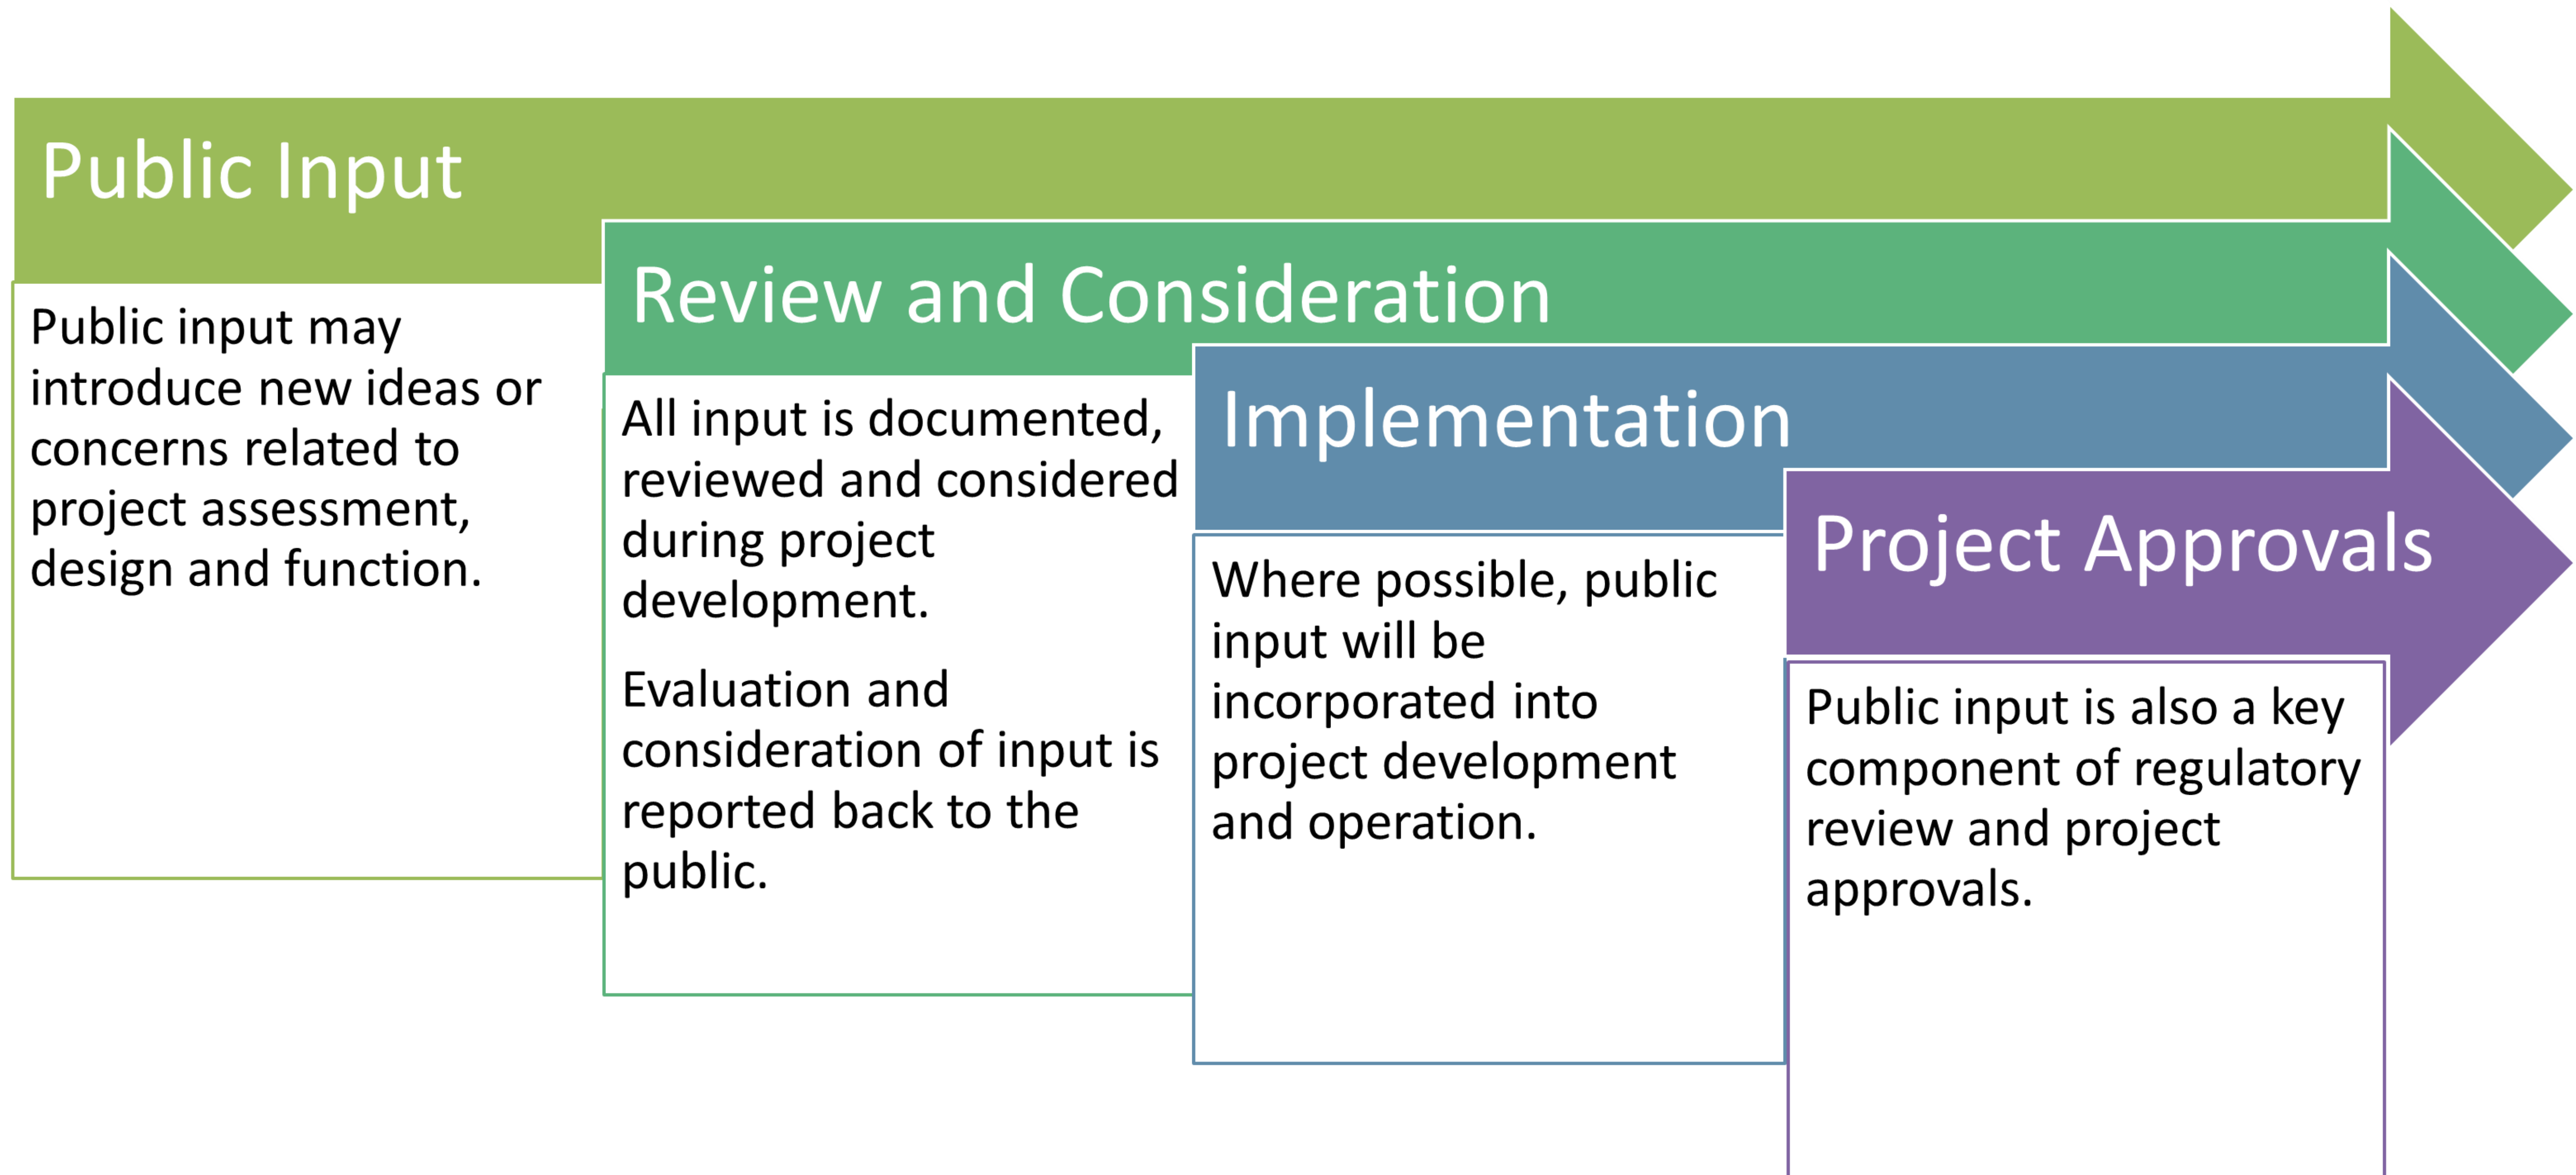 Public Input
Public input may
introduce new ideas or
concerns related to
project assessment,
design and function.
Review and Consideration
All input is documented,
reviewed and considered
during project
development.
Evaluation and
consideration of input is
reported back to the
public.
Implementation
Where possible, public
input will be
incorporated into
project development
and operation.
Project Approvals
Public input is also a key
component of regulatory
review and project
approvals.